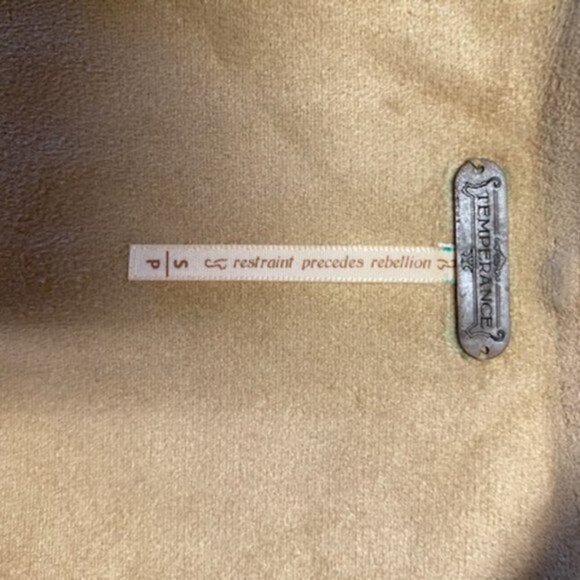 TEMPERANCE
restraint precedes rebellion
S
P